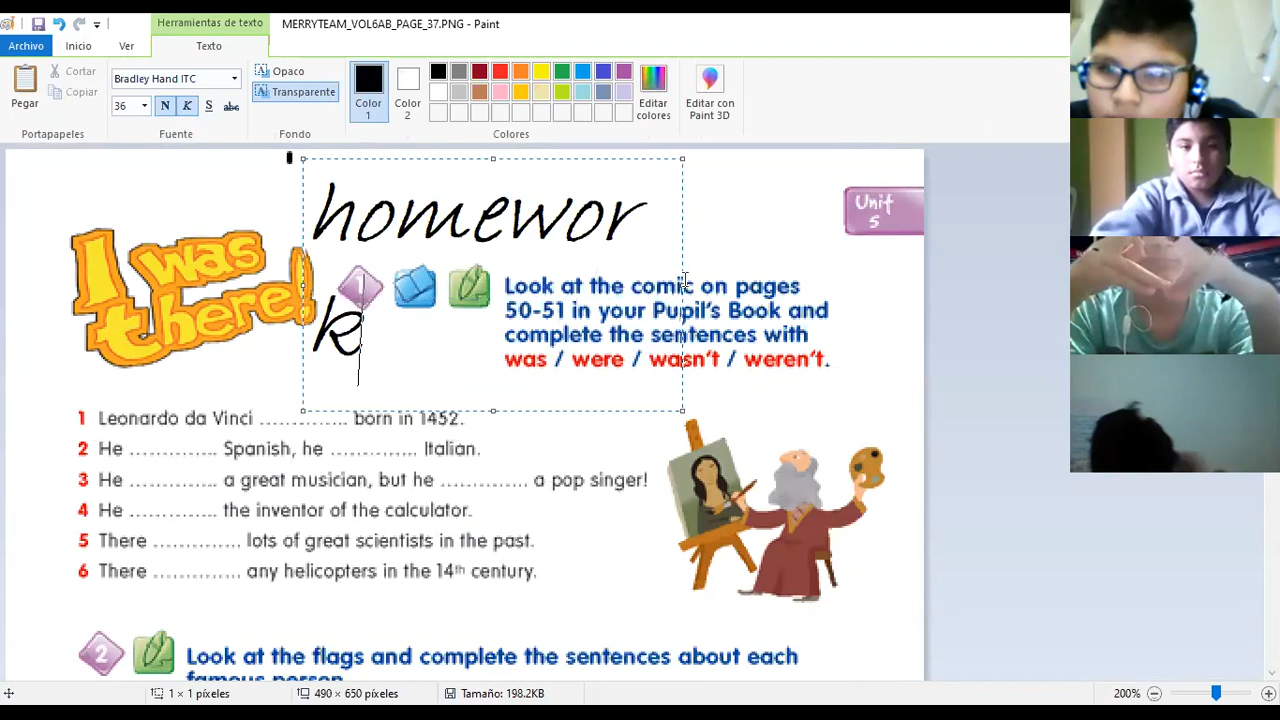 Herramientas de texto
MERRYTEAM_VOL6AB_PAGE_37.PNG - Paint
Archivo Inicio Ver Texto
Pegar
Cortar
Copiar
Portapapeles
Bradley Hand ITC
36 N K S abc
Fuente
Opaco
Transparente
Fondo
Color 1
Color 2
Colores
Editar colores
Editar con Paint 3D
homewor
k
Unit 5
I was there!
1 Look at the comic on pages
50-51 in your Pupil's Book and
complete the sentences with
was / were / wasn't / weren't.
1 Leonardo da Vinci .............. born in 1452.
2 He .............. Spanish, he .............. Italian.
3 He .............. a great musician, but he .............. a pop singer!
4 He .............. the inventor of the calculator.
5 There .............. lots of great scientists in the past.
6 There .............. any helicopters in the 14th century.
2 Look at the flags and complete the sentences about each
famous person.
1 × 1 píxeles
490 × 650 píxeles
Tamaño: 198.2KB
200%